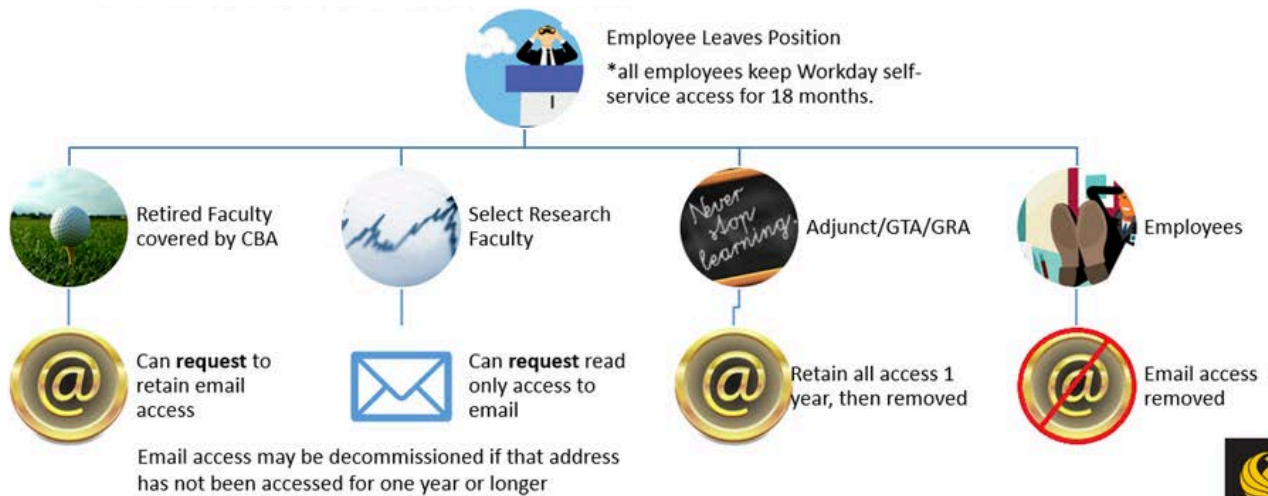 Employee Leaves Position
*all employees keep Workday self-
service access for 18 months.
Retired Faculty
covered by CBA
Select Research
Faculty
Never
stop
learning.
Adjunct/GTA/GRA
Employees
@
Can request to
retain email
access
Can request read
only access to
email
@
Retain all access 1
year, then removed
@
Email access
removed
Email access may be decommissioned if that address
has not been accessed for one year or longer